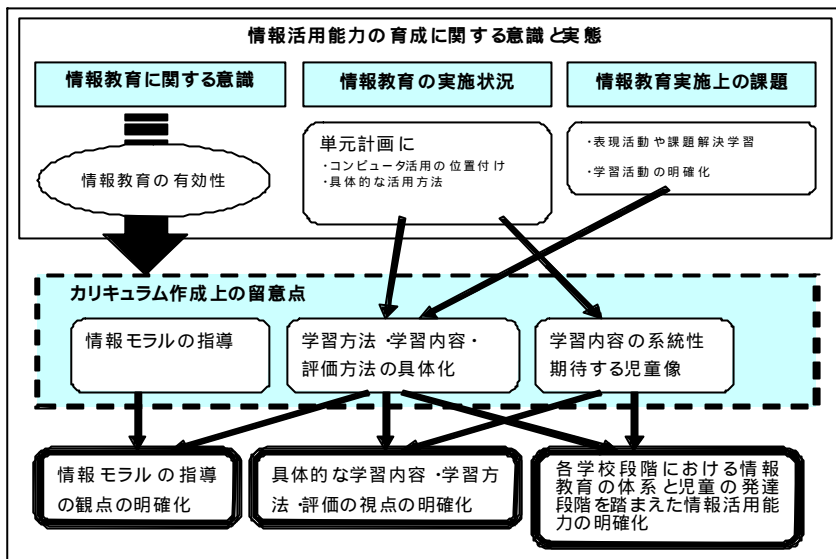 情報活用能力の育成に関する意識と実態
情報教育に関する意識
情報教育の実施状況
情報教育実施上の課題
情報教育の有効性
単元計画に
・コンピュータ活用の位置付け
・具体的な活用方法
・表現活動や課題解決学習
・学習活動の明確化
カリキュラム作成上の留意点
情報モラルの指導
学習方法・学習内容・
評価方法の具体化
学習内容の系統性
期待する児童像
情報モラルの指導
の観点の明確化
具体的な学習内容・学習方
法・評価の視点の明確化
各学校段階における情報
教育の体系と児童の発達
段階を踏まえた情報活用能
力の明確化